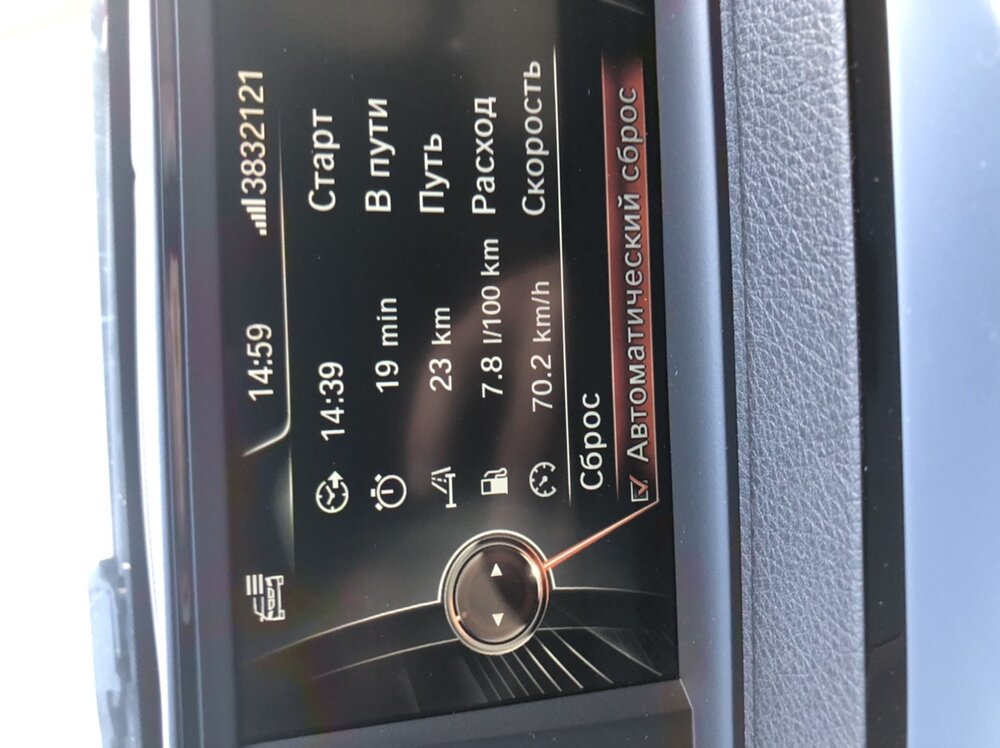 14:59 3832121
14:39 Старт
19 min В пути
23 km Путь
7.8 l/100 km Расход
70.2 km/h Скорость
Сброс
Автоматический сброс